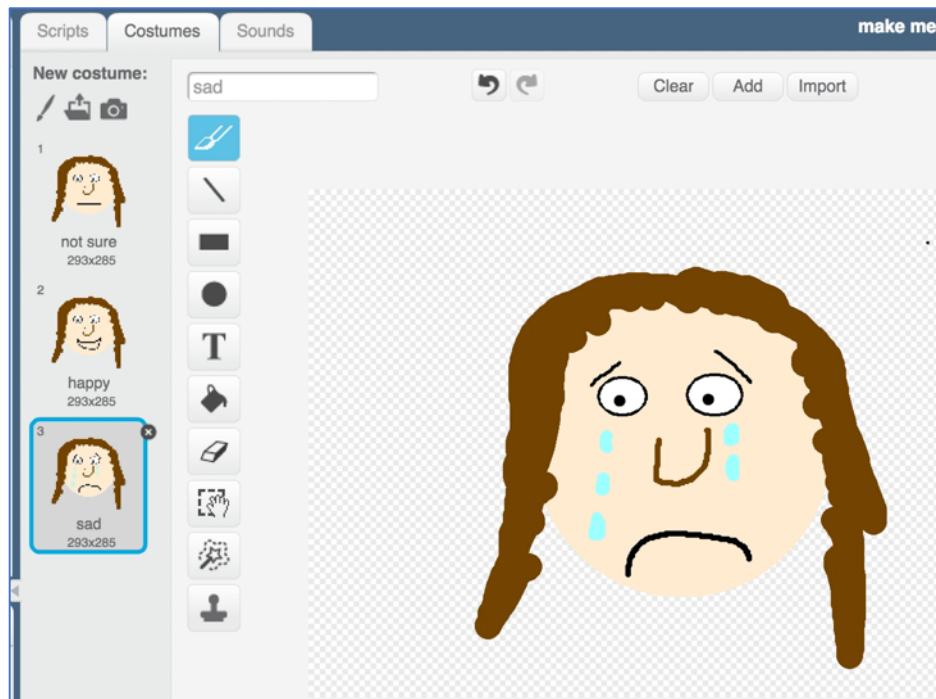 Scripts
Costumes
Sounds
make me
New costume:
sad
Clear
Add
Import
1
not sure
293x285
2
happy
293x285
3
sad
293x285
T